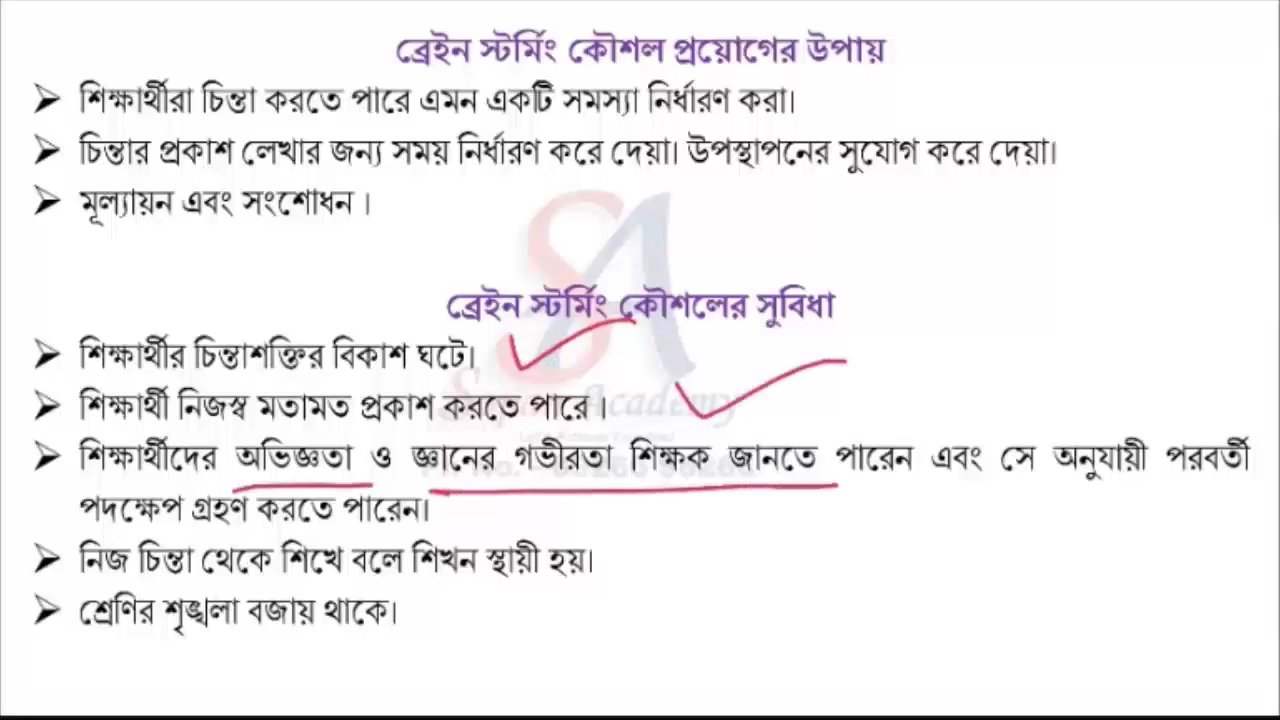 ব্রেইন স্টর্মিং কৌশল প্রয়োগের উপায়
➤ শিক্ষার্থীরা চিন্তা করতে পারে এমন একটি সমস্যা নির্ধারণ করা।
➤ চিন্তার প্রকাশ লেখার জন্য সময় নির্ধারণ করে দেয়া। উপস্থাপনের সুযোগ করে দেয়া।
➤ মূল্যায়ন এবং সংশোধন ।
ব্রেইন স্টর্মিং কৌশলের সুবিধা
➤ শিক্ষার্থীর চিন্তাশক্তির বিকাশ ঘটে।
➤ শিক্ষার্থী নিজস্ব মতামত প্রকাশ করতে পারে ।
Academy
➤ শিক্ষার্থীদের অভিজ্ঞতা ও জ্ঞানের গভীরতা শিক্ষক জানতে পারেন এবং সে অনুযায়ী পরবর্তী
পদক্ষেপ গ্রহণ করতে পারেন।
➤ নিজ চিন্তা থেকে শিখে বলে শিখন স্থায়ী হয়।
➤ শ্রেণির শৃঙ্খলা বজায় থাকে।